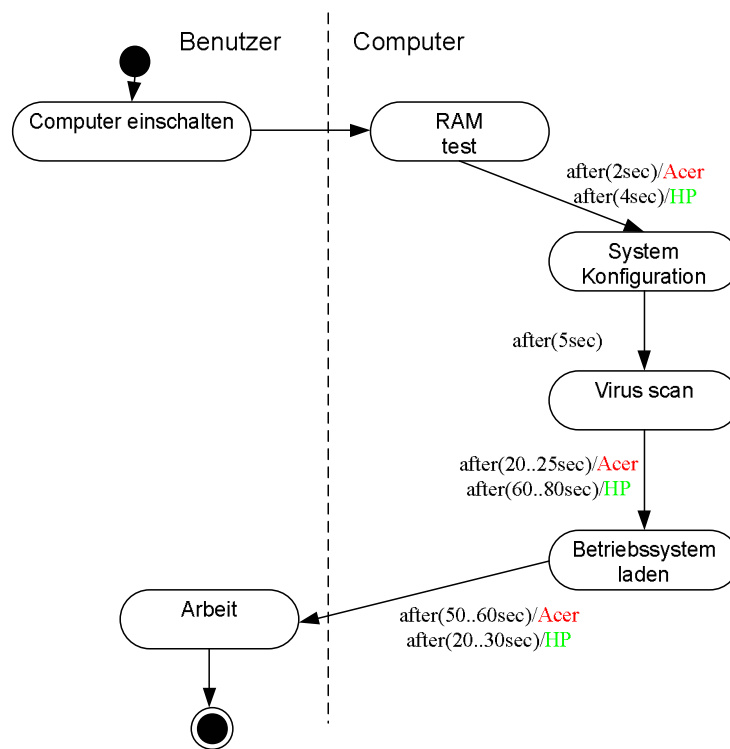 Benutzer
Computer
Computer einschalten
RAM
test
after(2sec)/Acer
after(4sec)/HP
System
Konfiguration
after(5sec)
Virus scan
after(20..25sec)/Acer
after(60..80sec)/HP
Betriebssystem
laden
Arbeit
after(50..60sec)/Acer
after(20..30sec)/HP